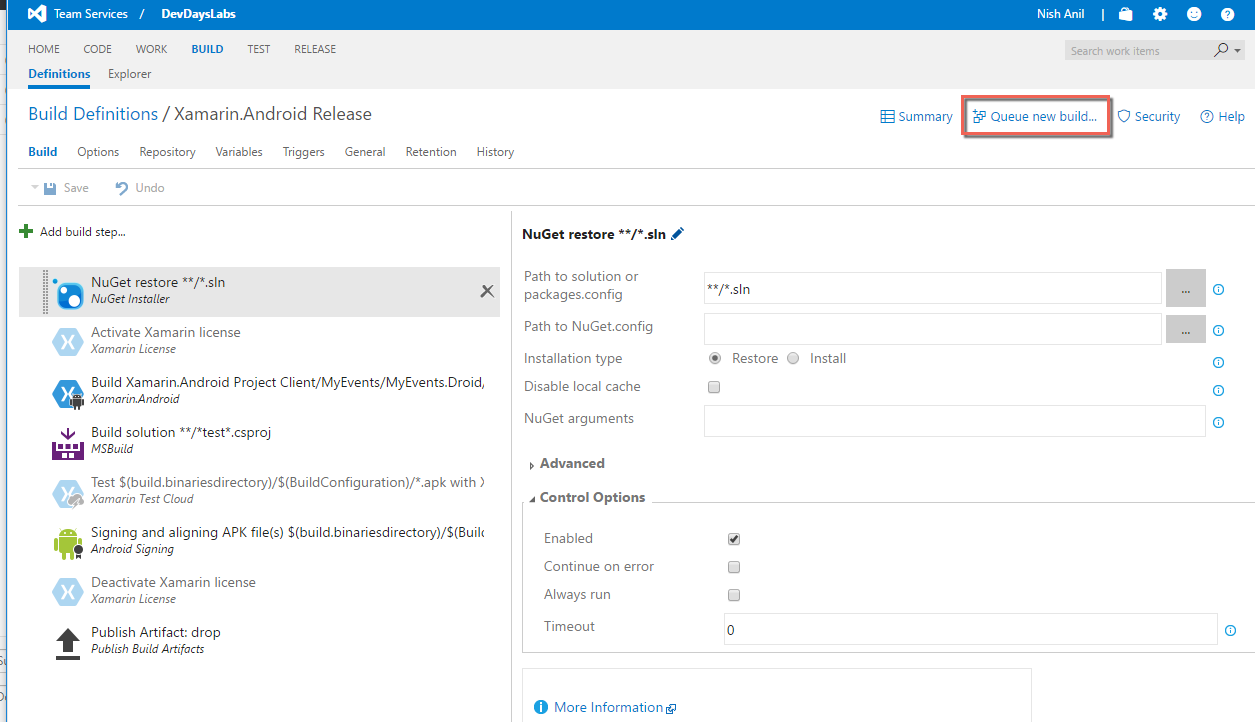 Team Services / DevDaysLabs Nish Anil |
HOME CODE WORK BUILD TEST RELEASE Search work items
Definitions Explorer
Build Definitions / Xamarin.Android Release
Summary Queue new build... Security Help
Build Options Repository Variables Triggers General Retention History
Save Undo
Add build step...
NuGet restore **/*.sln
NuGet Installer
Activate Xamarin license
Xamarin License
Build Xamarin.Android Project Client/MyEvents/MyEvents.Droid,
Xamarin.Android
Build solution **/*test*.csproj
MSBuild
Test $(build.binariesdirectory)/$(BuildConfiguration)/*.apk with X
Xamarin Test Cloud
Signing and aligning APK file(s) $(build.binariesdirectory)/$(Build
Android Signing
Deactivate Xamarin license
Xamarin License
Publish Artifact: drop
Publish Build Artifacts
NuGet restore **/*.sln
Path to solution or
packages.config
**/*.sln
...
Path to NuGet.config
...
Installation type
Restore Install
Disable local cache
NuGet arguments
Advanced
Control Options
Enabled
Continue on error
Always run
Timeout
0
More Information